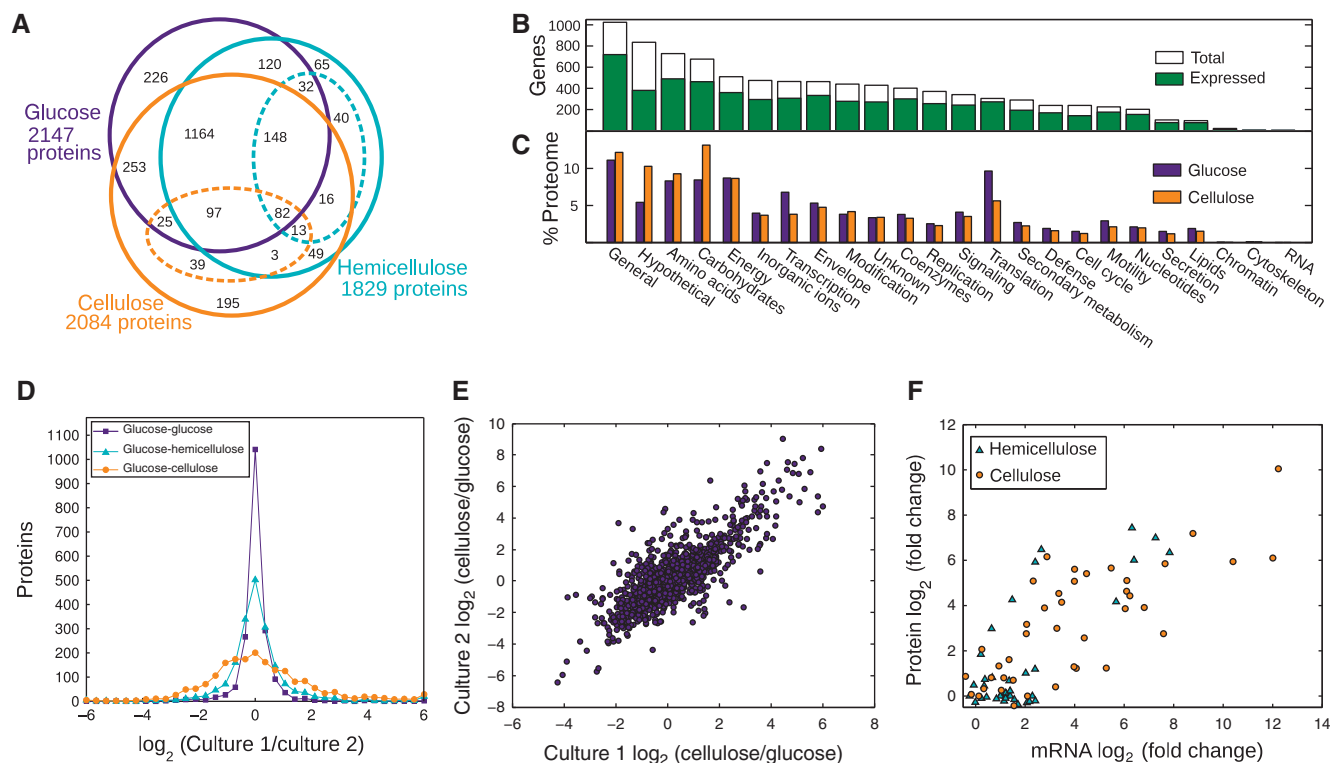 A
226
120
65
32
40
Glucose
2147
proteins
1164
148
253
16
97
82
25
13
3
49
39
Hemicellulose
1829 proteins
195
Cellulose
2084 proteins
B
Genes
1000
800
600
400
200
Total
Expressed
C
% Proteome
10
5
Glucose
Cellulose
General
Hypothetical
Amino acids
Carbohydrates
Energy
Inorganic ions
Transcription
Envelope
Modification
Unknown
Coenzymes
Replication
Signaling
Translation
Secondary metabolism
Defense
Cell cycle
Motility
Nucleotides
Secretion
Lipids
Chromatin
Cytoskeleton
RNA
D
Proteins
1100
1000
900
800
700
600
500
400
300
200
100
0
Glucose-glucose
Glucose-hemicellulose
Glucose-cellulose
−6 −4 −2 0 2 4 6
log2 (Culture 1/culture 2)
E
Culture 2 log2 (cellulose/glucose)
10
8
6
4
2
0
−2
−4
−6
−8
−6 −4 −2 0 2 4 6 8
Culture 1 log2 (cellulose/glucose)
F
Protein log2 (fold change)
12
10
8
6
4
2
0
Hemicellulose
Cellulose
0 2 4 6 8 10 12 14
mRNA log2 (fold change)